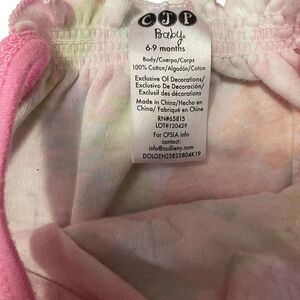 CJP
Baby
6-9 months
Body/Cuerpo/Corps
100% Cotton/Algodón/Coton
Exclusive Of Decorations/
Exclusivo De Decoración/
Exclusif des décorations
Made in China/Hecho en
China/ Fabriqué en Chine
RN#65815
LOT#120429
For CPSIA info
contact:
info@cudlieny.com
DOLGEN23823804K19